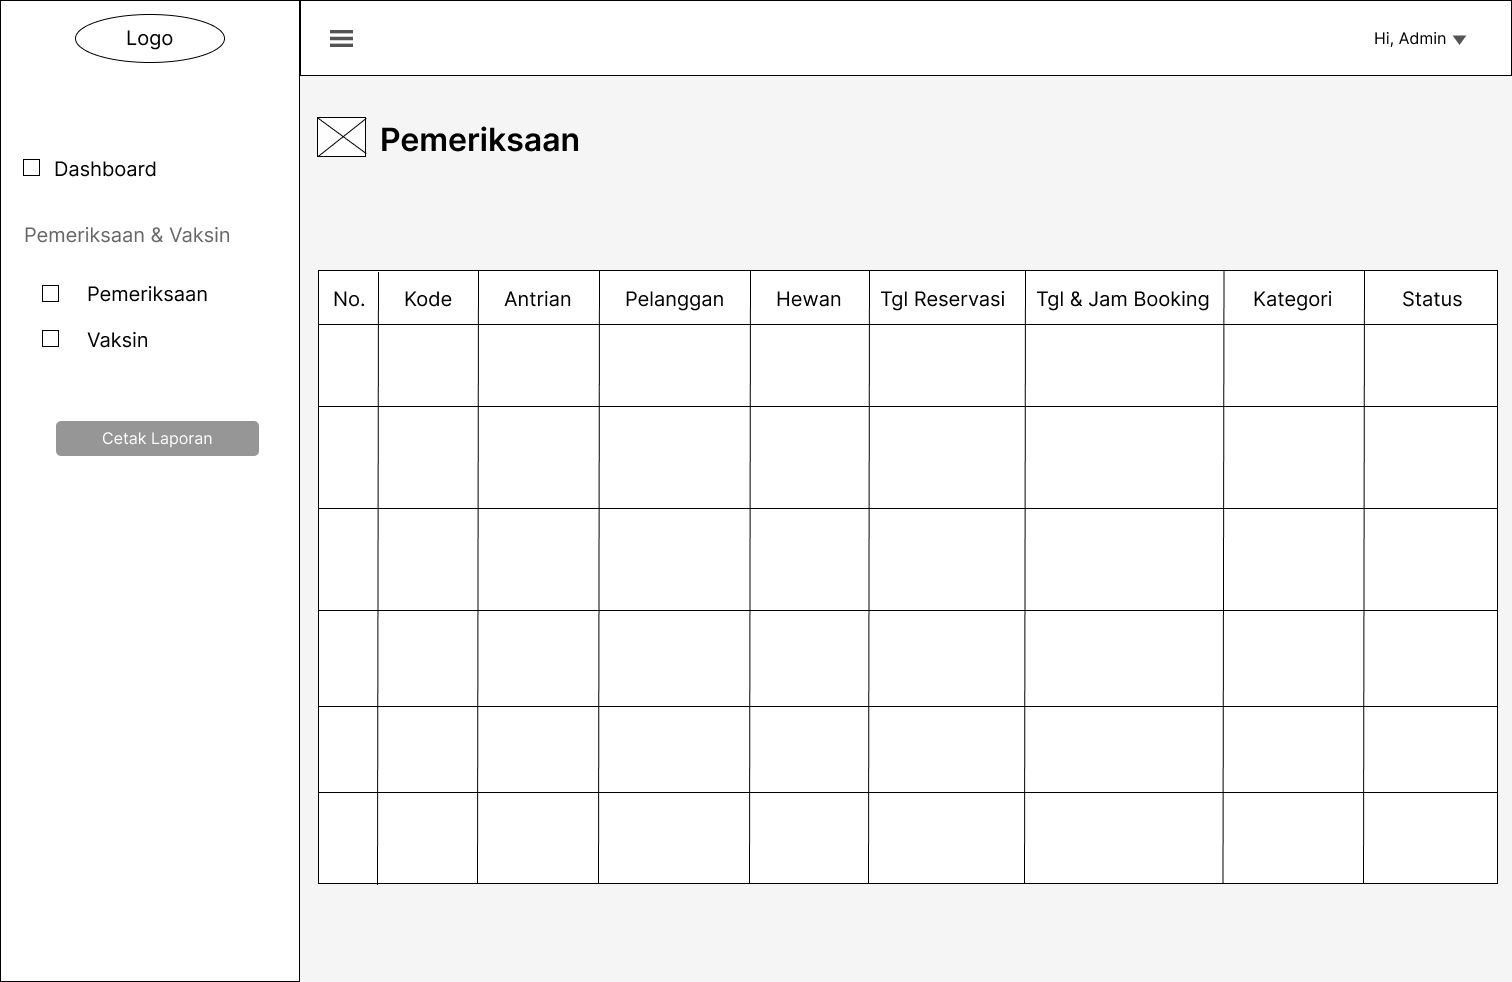 Logo
Hi, Admin
Pemeriksaan
Dashboard
Pemeriksaan & Vaksin
Pemeriksaan
Vaksin
Cetak Laporan
No. Kode Antrian Pelanggan Hewan Tgl Reservasi Tgl & Jam Booking Kategori Status